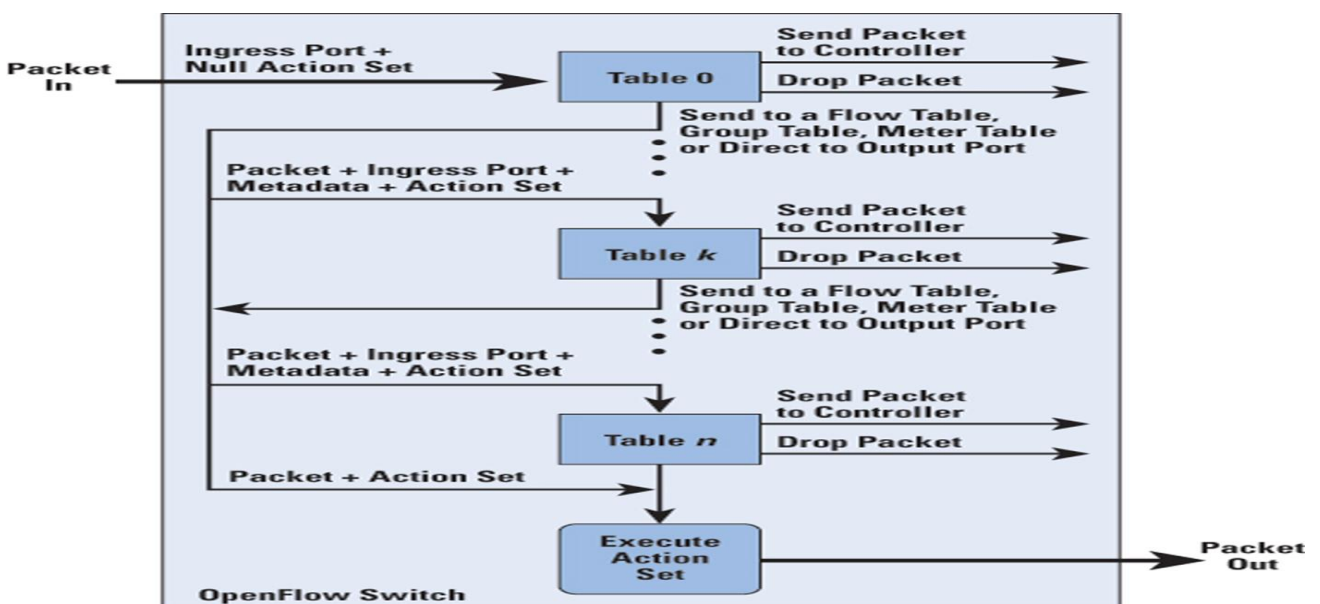 Packet
In
Ingress Port +
Null Action Set
Table 0
Send Packet
to Controller
Drop Packet
Send to a Flow Table,
Group Table, Meter Table
or Direct to Output Port
Packet + Ingress Port +
Metadata + Action Set
Table k
Send Packet
to Controller
Drop Packet
Send to a Flow Table,
Group Table, Meter Table
or Direct to Output Port
Packet + Ingress Port +
Metadata + Action Set
Table n
Send Packet
to Controller
Drop Packet
Packet + Action Set
Execute
Action
Set
Packet
Out
OpenFlow Switch